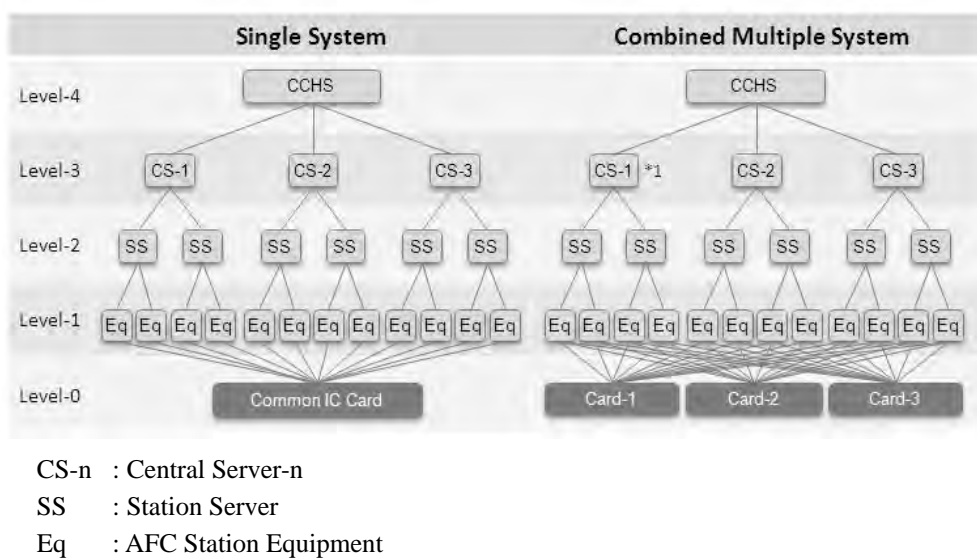 Single System Combined Multiple System
Level-4 CCHS CCHS
Level-3 CS-1 CS-2 CS-3 CS-1 *1 CS-2 CS-3
Level-2 SS SS SS SS SS SS SS SS SS SS SS SS
Level-1 Eq Eq Eq Eq Eq Eq Eq Eq Eq Eq Eq Eq Eq Eq Eq Eq Eq Eq Eq Eq Eq Eq Eq Eq
Level-0 Common IC Card Card-1 Card-2 Card-3
CS-n : Central Server-n
SS : Station Server
Eq : AFC Station Equipment